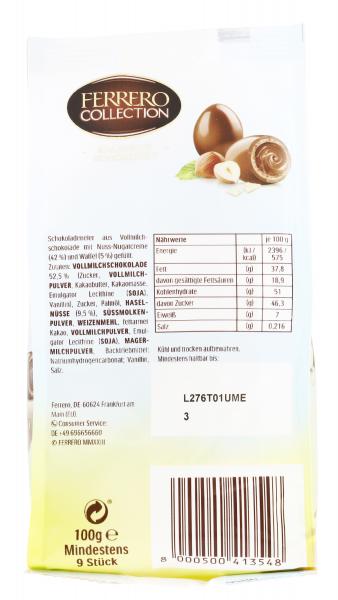 FERRERO
COLLECTION
Schokoladeneier aus Vollmilch-
schokolade mit Nuss-Nugatcreme
(42 %) und Waffel (5 %) gefüllt.
Zutaten: VOLLMILCHSCHOKOLADE
52,5 % (Zucker, VOLLMILCH-
PULVER, Kakaobutter, Kakaomasse,
Emulgator Lecithine (SOJA),
Vanillin), Zucker, Palmöl, HASEL-
NÜSSE (9,5 %), SÜSSMOLKEN-
PULVER, WEIZENMEHL, fettarmer
Kakao, VOLLMILCHPULVER, Emul-
gator Lecithine (SOJA), MAGER-
MILCHPULVER, Backtriebmittel:
Natriumhydrogencarbonat; Vanillin,
Salz.
Ferrero, DE-60624 Frankfurt am
Main (EU).
Consumer Service:
DE +49 696656660
© FERRERO MMXXIII
Nährwerte je 100 g
Energie (kJ/ kcal) 2396 / 575
Fett (g) 37,8
davon gesättigte Fettsäuren (g) 18,9
Kohlenhydrate (g) 51
davon Zucker (g) 46,3
Eiweiß (g) 7
Salz (g) 0,216
Kühl und trocken aufbewahren.
Mindestens haltbar bis:
L276T01UME
3
100g e
Mindestens
9 Stück
8 000500 413548